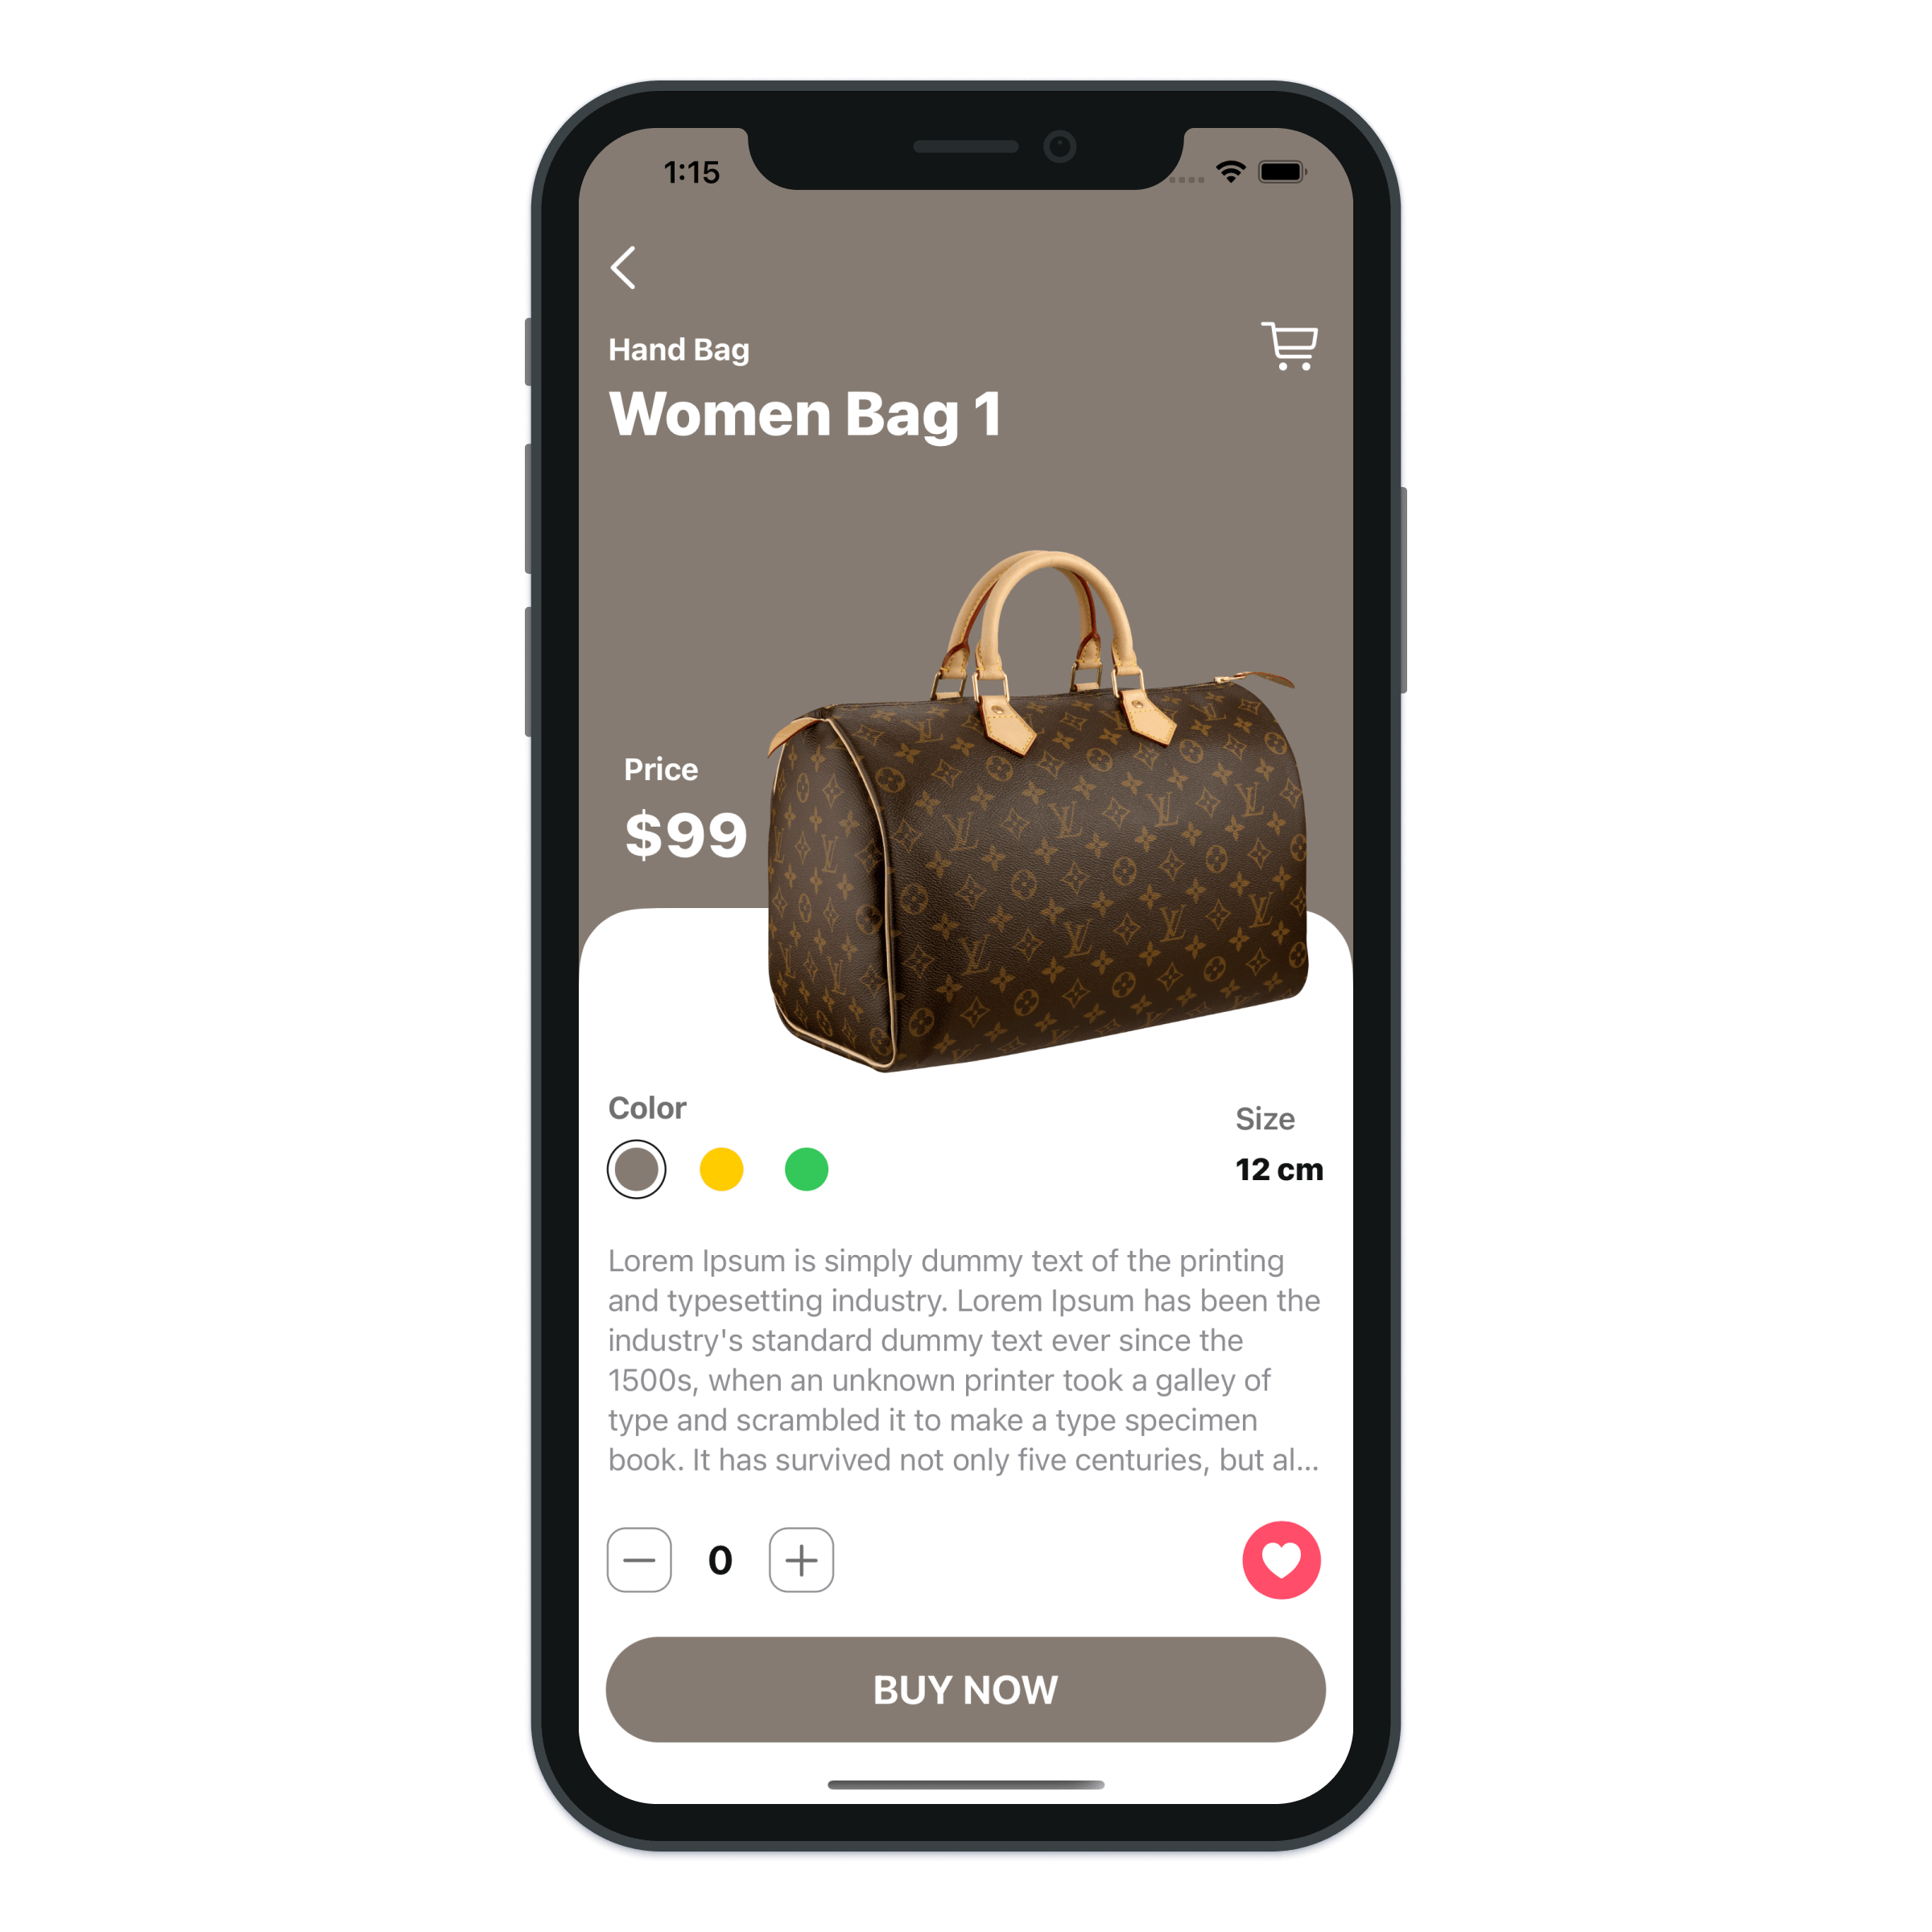 1:15
Hand Bag
Women Bag 1
Price
$99
Color
Size
12 cm
Lorem Ipsum is simply dummy text of the printing
and typesetting industry. Lorem Ipsum has been the
industry's standard dummy text ever since the
1500s, when an unknown printer took a galley of
type and scrambled it to make a type specimen
book. It has survived not only five centuries, but al...
0
BUY NOW